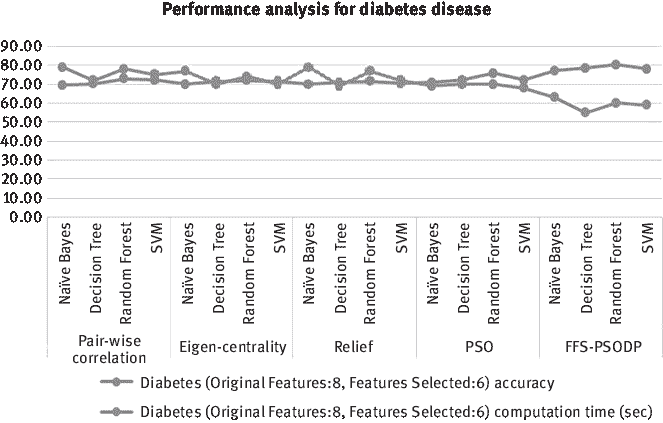 Performance analysis for diabetes disease
90.00
80.00
70.00
60.00
50.00
40.00
30.00
20.00
10.00
0.00
Naïve Bayes
Decision Tree
Random Forest
SVM
Naïve Bayes
Decision Tree
Random Forest
SVM
Naïve Bayes
Decision Tree
Random Forest
SVM
Naïve Bayes
Decision Tree
Random Forest
SVM
Naïve Bayes
Decision Tree
Random Forest
SVM
Pair-wise
correlation
Eigen-centrality
Relief
PSO
FFS-PSODP
Diabetes (Original Features:8, Features Selected:6) accuracy
Diabetes (Original Features:8, Features Selected:6) computation time (sec)